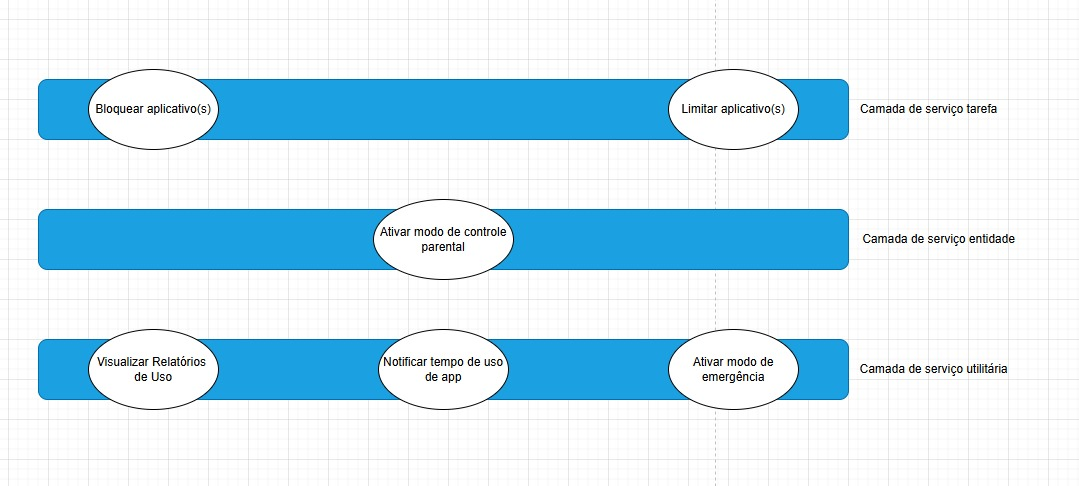 Bloquear aplicativo(s)
Limitar aplicativo(s)
Camada de serviço tarefa
Ativar modo de controle
parental
Camada de serviço entidade
Visualizar Relatórios
de Uso
Notificar tempo de uso
de app
Ativar modo de
emergência
Camada de serviço utilitária